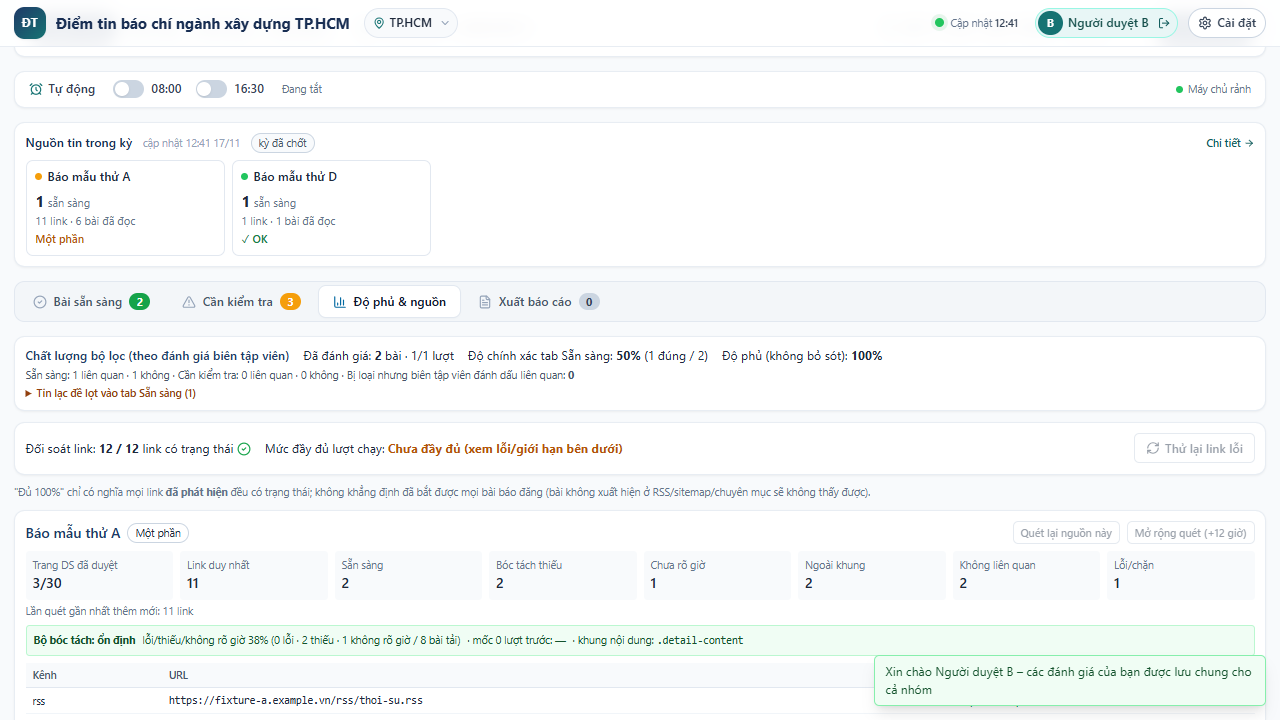 ĐT Điểm tin báo chí ngành xây dựng TP.HCM TP.HCM Cập nhật 12:41 B Người duyệt B Cài đặt
Tự động 08:00 16:30 Đang tắt Máy chủ rảnh
Nguồn tin trong kỳ cập nhật 12:41 17/11 kỳ đã chốt Chi tiết →
Báo mẫu thử A
1 sẵn sàng
11 link · 6 bài đã đọc
Một phần
Báo mẫu thử D
1 sẵn sàng
1 link · 1 bài đã đọc
✓ OK
Bài sẵn sàng 2 Cần kiểm tra 3 Độ phủ & nguồn Xuất báo cáo 0
Chất lượng bộ lọc (theo đánh giá biên tập viên) Đã đánh giá: 2 bài · 1/1 lượt Độ chính xác tab Sẵn sàng: 50% (1 đúng / 2) Độ phủ (không bỏ sót): 100%
Sẵn sàng: 1 liên quan · 1 không · Cần kiểm tra: 0 liên quan · 0 không · Bị loại nhưng biên tập viên đánh dấu liên quan: 0
▶ Tin lạc đề lọt vào tab Sẵn sàng (1)
Đối soát link: 12 / 12 link có trạng thái Mức đầy đủ lượt chạy: Chưa đầy đủ (xem lỗi/giới hạn bên dưới) Thử lại link lỗi
"Đủ 100%" chỉ có nghĩa mọi link đã phát hiện đều có trạng thái; không khẳng định đã bắt được mọi bài báo đăng (bài không xuất hiện ở RSS/sitemap/chuyên mục sẽ không thấy được).
Báo mẫu thử A Một phần Quét lại nguồn này Mở rộng quét (+12 giờ)
Trang DS đã duyệt Link duy nhất Sẵn sàng Bóc tách thiếu Chưa rõ giờ Ngoài khung Không liên quan Lỗi/chặn
3/30 11 2 2 1 2 2 1
Lần quét gần nhất thêm mới: 11 link
Bộ bóc tách: ổn định lỗi/thiếu/không rõ giờ 38% (0 lỗi · 2 thiếu · 1 không rõ giờ / 8 bài tải) · mốc 0 lượt trước: — · khung nội dung: .detail-content
Kênh URL
rss https://fixture-a.example.vn/rss/thoi-su.rss
Xin chào Người duyệt B – các đánh giá của bạn được lưu chung cho
cả nhóm